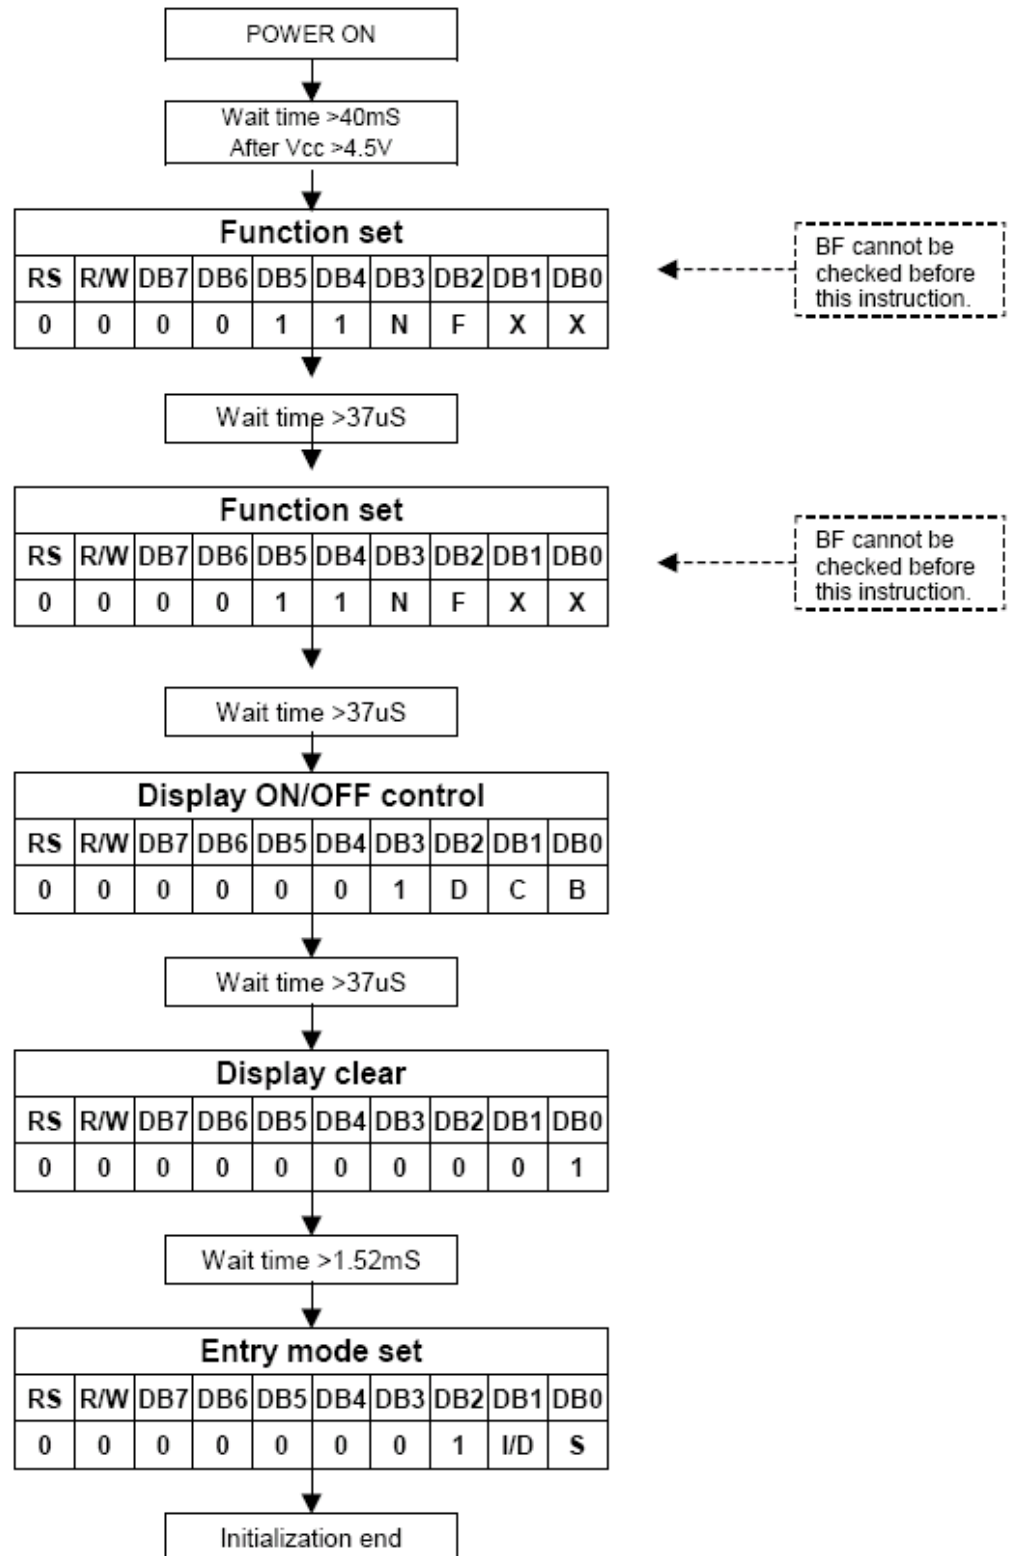 POWER ON
Wait time >40mS
After Vcc >4.5V
Function set
RS R/W DB7 DB6 DB5 DB4 DB3 DB2 DB1 DB0
0 0 0 0 1 1 N F X X
BF cannot be
checked before
this instruction.
Wait time >37uS
Function set
RS R/W DB7 DB6 DB5 DB4 DB3 DB2 DB1 DB0
0 0 0 0 1 1 N F X X
BF cannot be
checked before
this instruction.
Wait time >37uS
Display ON/OFF control
RS R/W DB7 DB6 DB5 DB4 DB3 DB2 DB1 DB0
0 0 0 0 0 0 1 D C B
Wait time >37uS
Display clear
RS R/W DB7 DB6 DB5 DB4 DB3 DB2 DB1 DB0
0 0 0 0 0 0 0 0 0 1
Wait time >1.52mS
Entry mode set
RS R/W DB7 DB6 DB5 DB4 DB3 DB2 DB1 DB0
0 0 0 0 0 0 0 1 I/D S
Initialization end